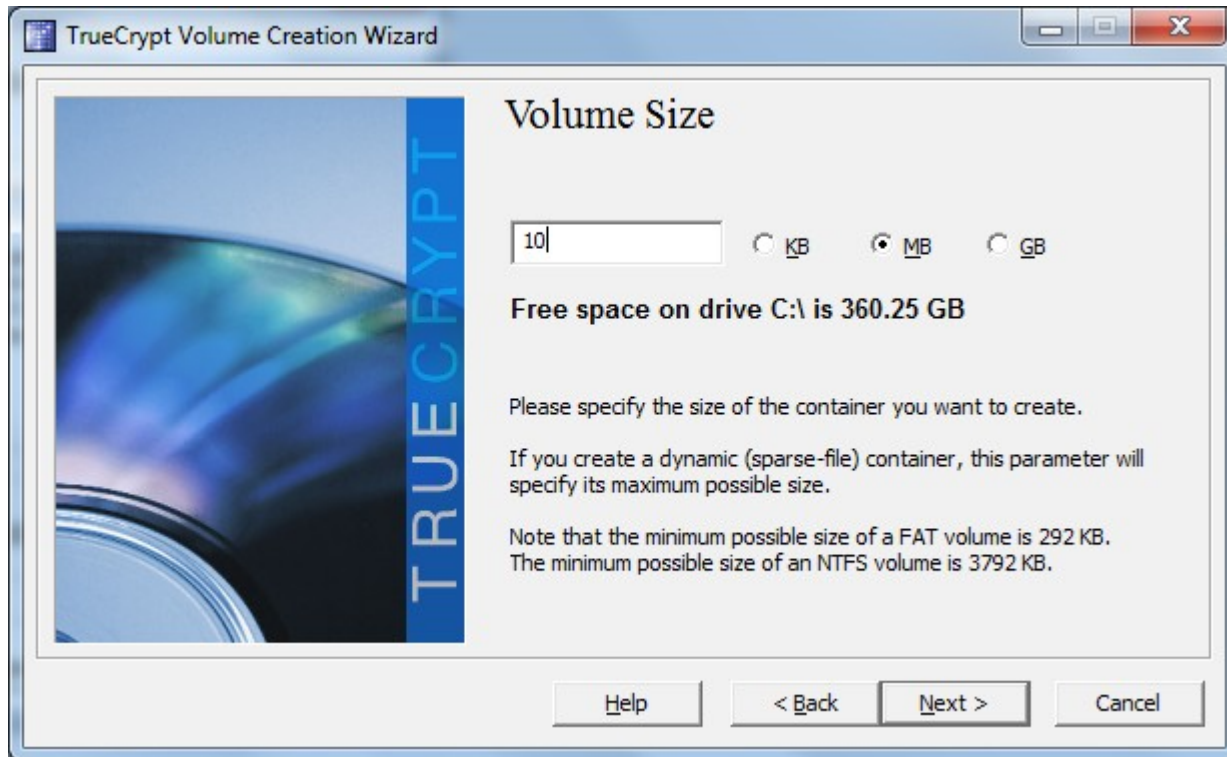 TrueCrypt Volume Creation Wizard
TRUECRYPT
Volume Size
10
KB MB GB
Free space on drive C:\ is 360.25 GB
Please specify the size of the container you want to create.
If you create a dynamic (sparse-file) container, this parameter will
specify its maximum possible size.
Note that the minimum possible size of a FAT volume is 292 KB.
The minimum possible size of an NTFS volume is 3792 KB.
Help < Back Next > Cancel